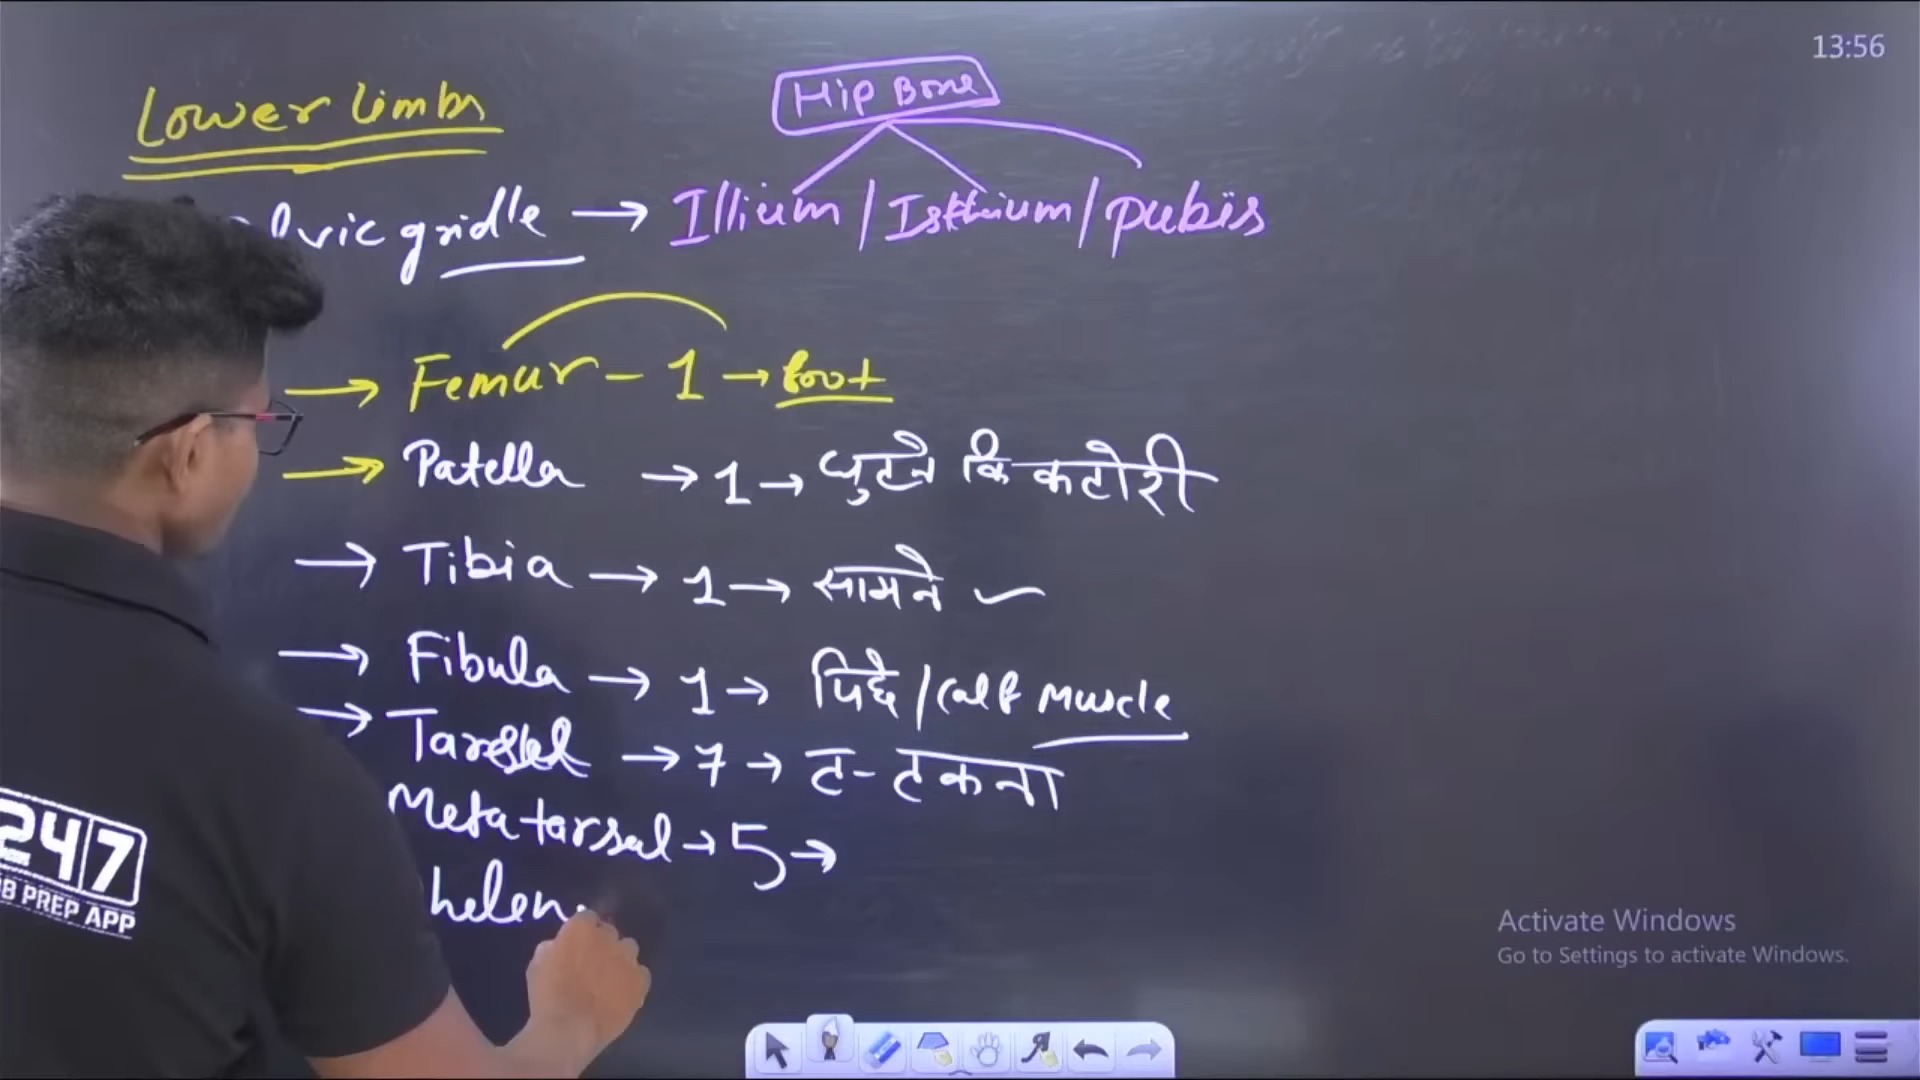 13:56
Lower limbs
Hip Bone
lvic gridle → Illium / Isthium / pubis
→ Femur - 1 → foot
→ Patella → 1 → घुटने कि कटोरी
→ Tibia → 1 → सामने
→ Fibula → 1 → पिछे / calf Muscle
→ Tarsal → 7 → ट - टकना
Metatarsal → 5 →
helen
247
B PREP APP
Activate Windows
Go to Settings to activate Windows.